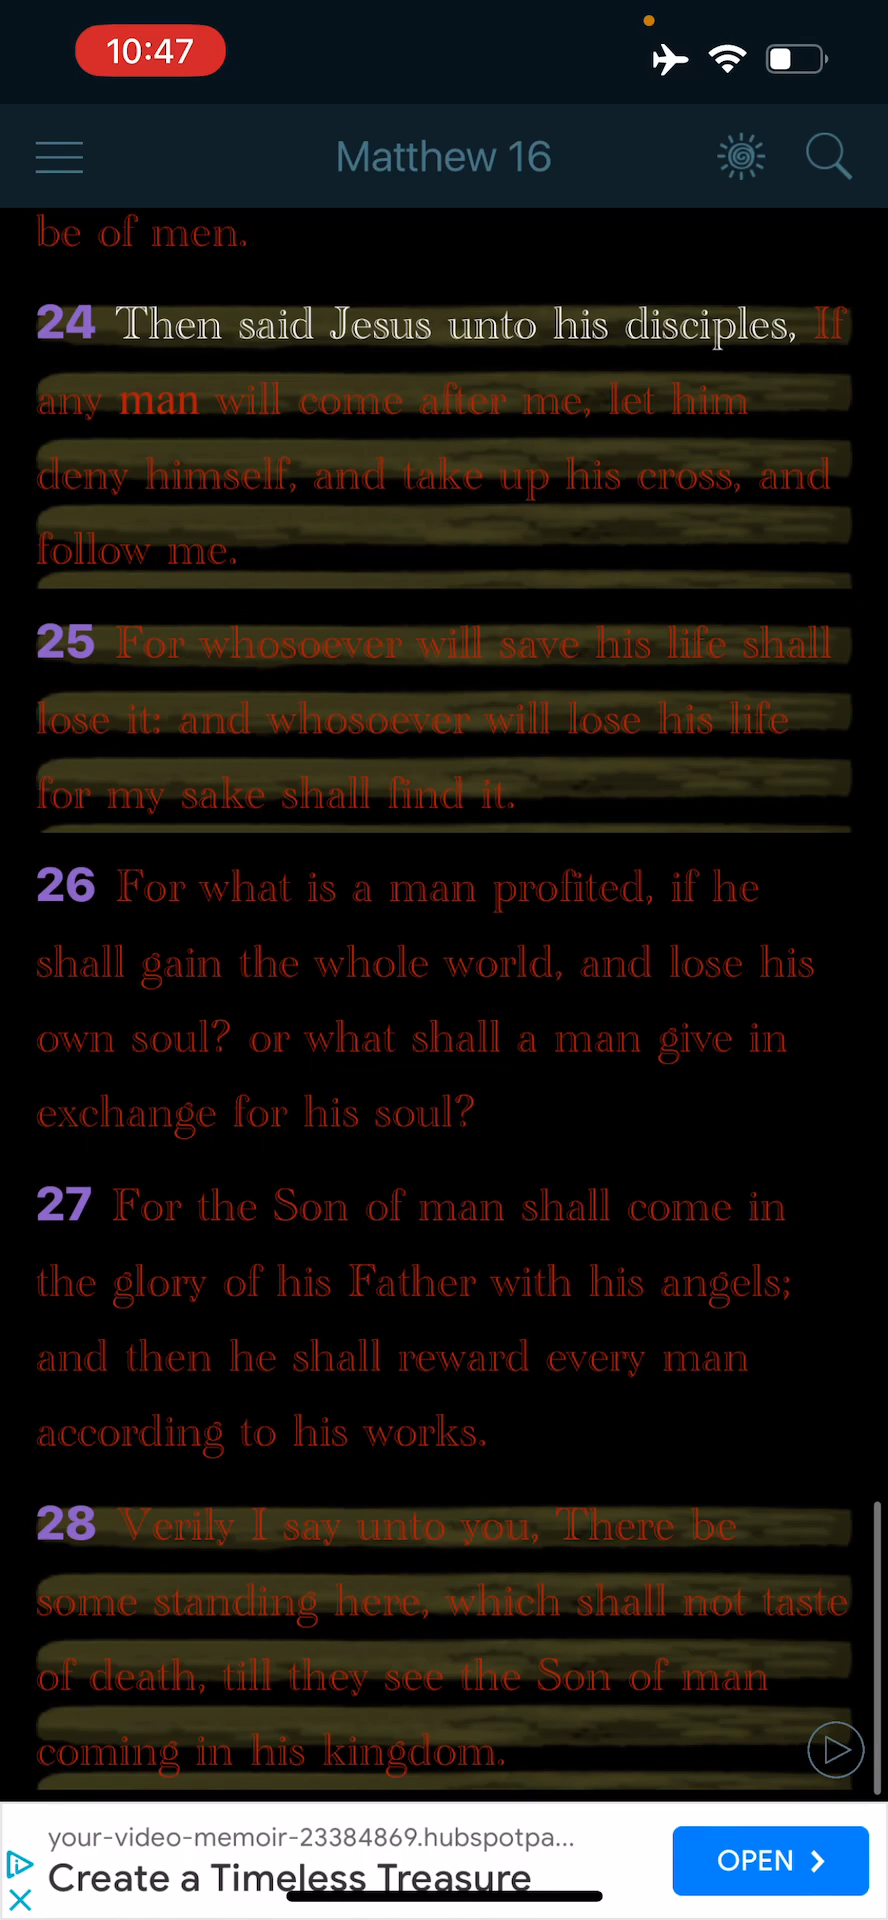 10:47
Matthew 16
be of men.
24 Then said Jesus unto his disciples, If
any man will come after me, let him
deny himself, and take up his cross, and
follow me.
25 For whosoever will save his life shall
lose it: and whosoever will lose his life
for my sake shall find it.
26 For what is a man profited, if he
shall gain the whole world, and lose his
own soul? or what shall a man give in
exchange for his soul?
27 For the Son of man shall come in
the glory of his Father with his angels;
and then he shall reward every man
according to his works.
28 Verily I say unto you, There be
some standing here, which shall not taste
of death, till they see the Son of man
coming in his kingdom.
your-video-memoir-23384869.hubspotpa...
Create a Timeless Treasure
OPEN